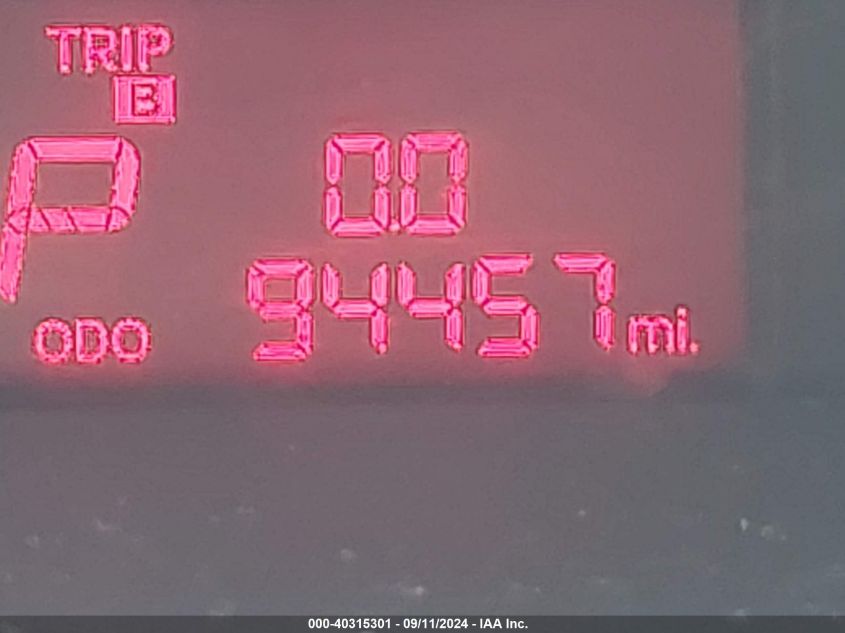 TRIP
B
P 0.0
ODO 94457 mi.
000-40315301 - 09/11/2024 - IAA Inc.